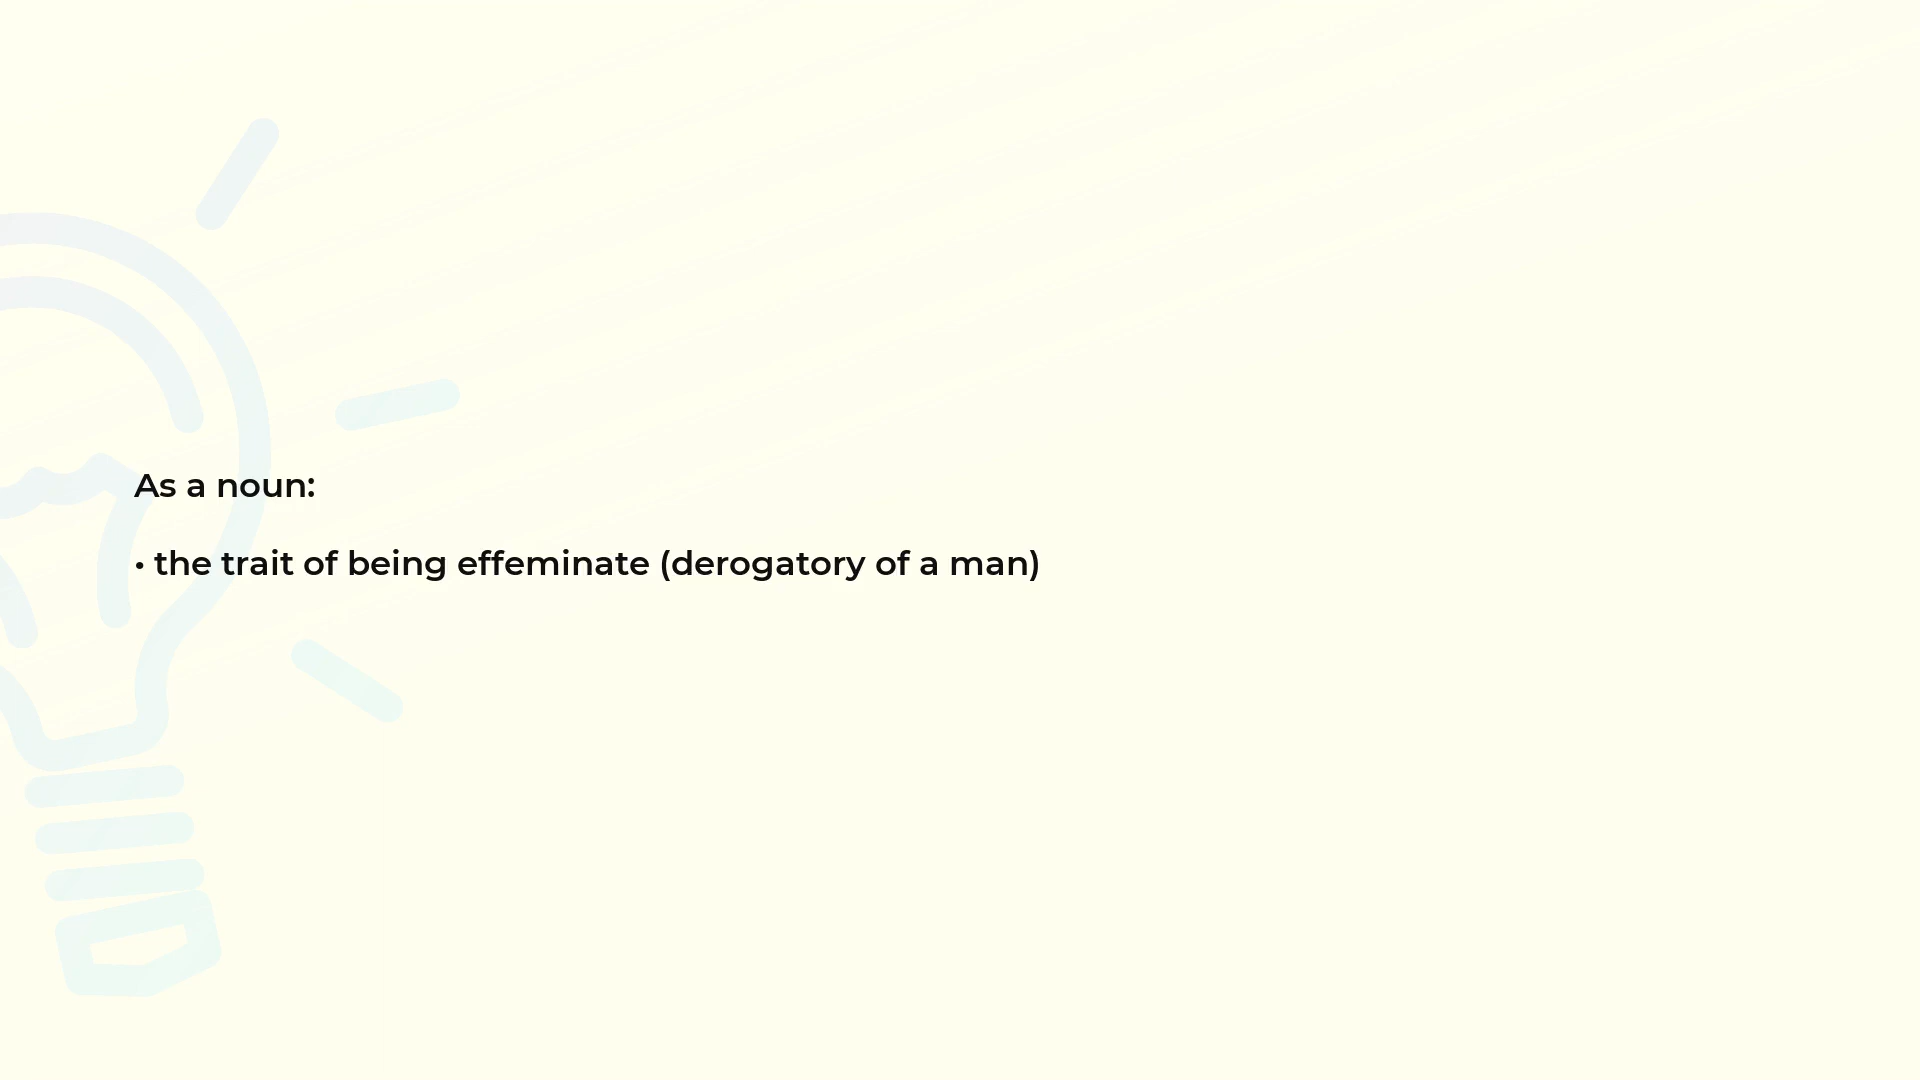 As a noun:
• the trait of being effeminate (derogatory of a man)